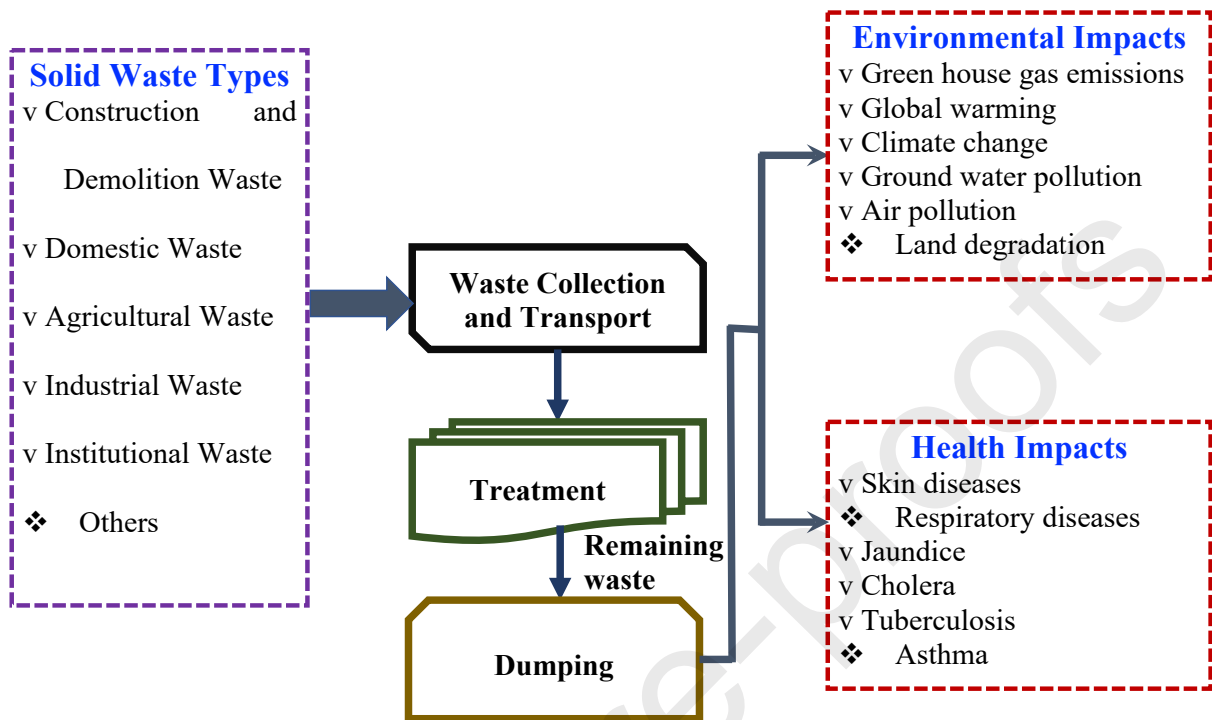 Solid Waste Types
v Construction and
Demolition Waste
v Domestic Waste
v Agricultural Waste
v Industrial Waste
v Institutional Waste
❖ Others
Waste Collection
and Transport
Treatment
Remaining
waste
Dumping
Environmental Impacts
v Green house gas emissions
v Global warming
v Climate change
v Ground water pollution
v Air pollution
❖ Land degradation
Health Impacts
v Skin diseases
❖ Respiratory diseases
v Jaundice
v Cholera
v Tuberculosis
❖ Asthma
re-proofs